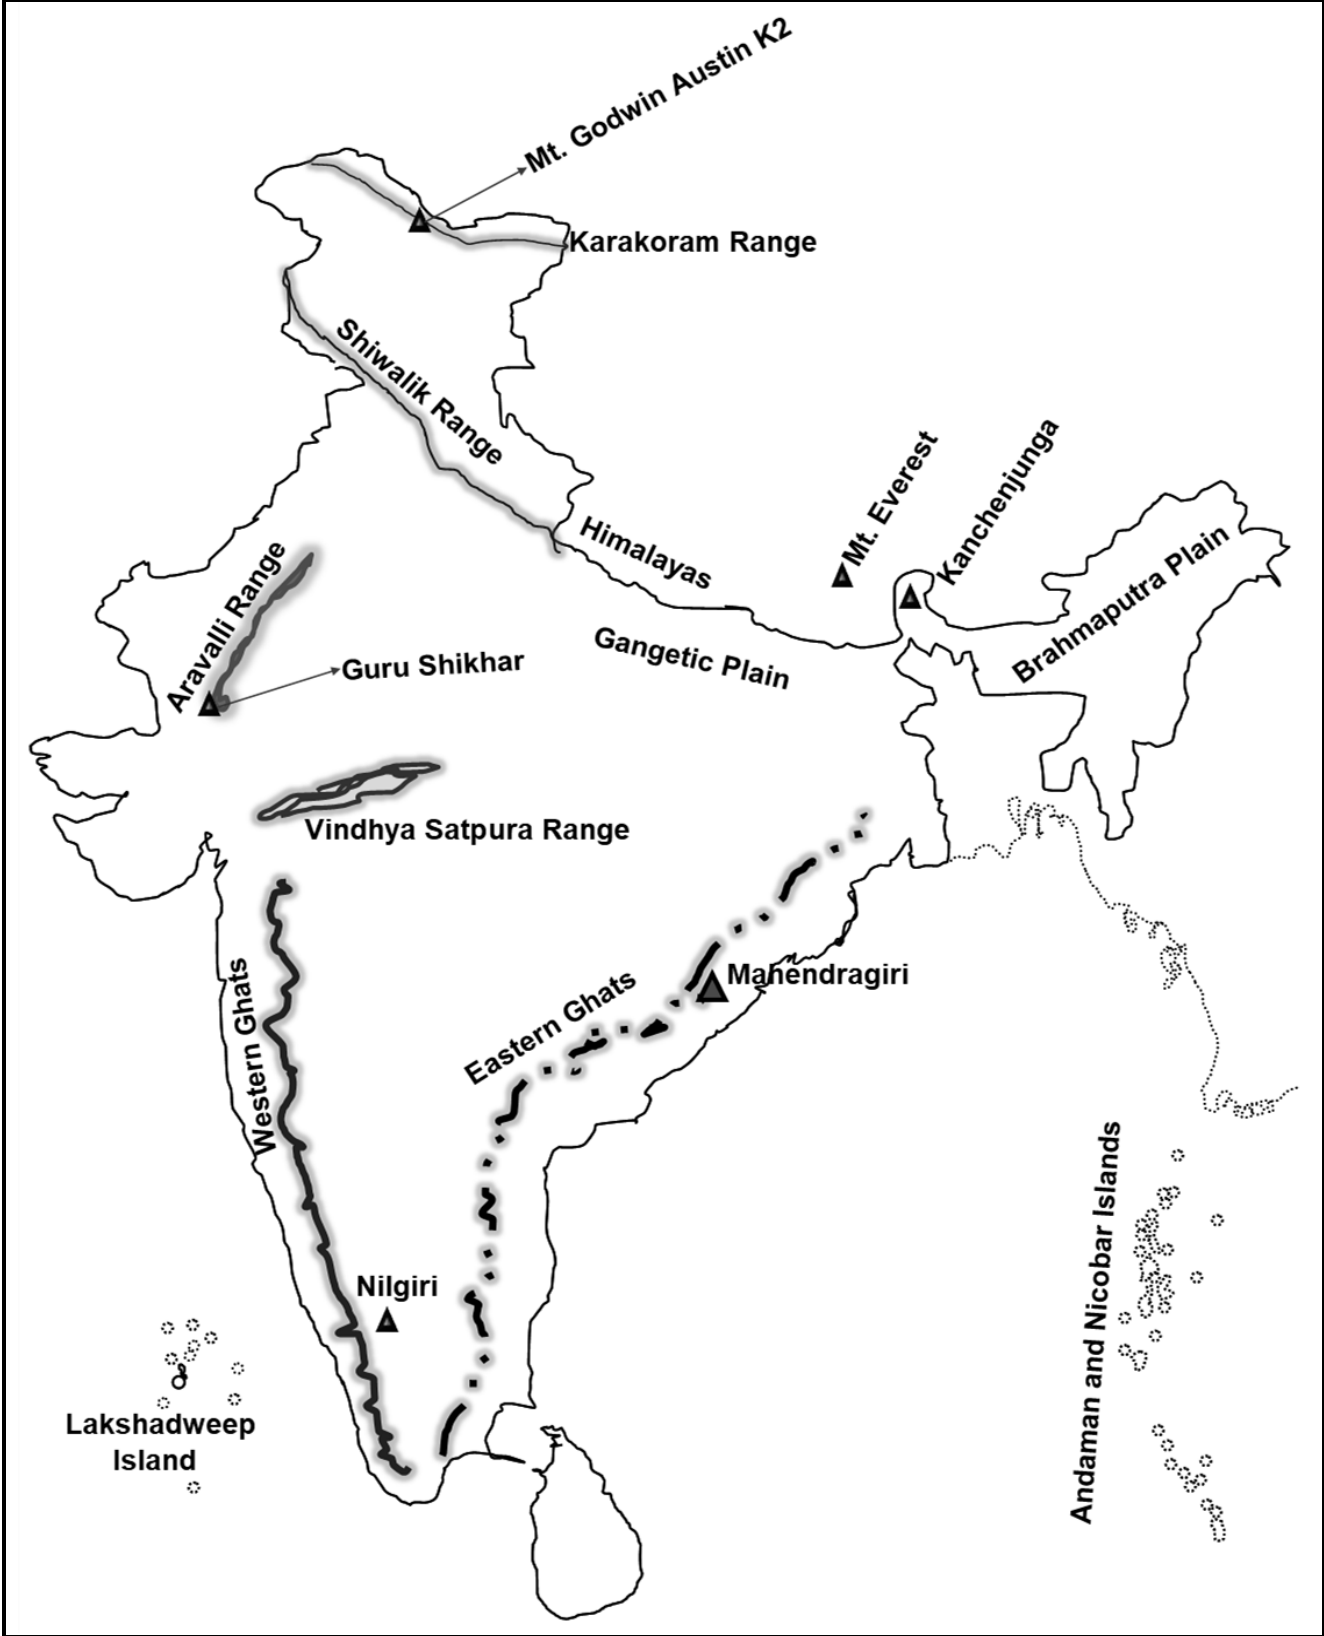 Mt. Godwin Austin K2
Karakoram Range
Shiwalik Range
Mt. Everest
Kanchenjunga
Himalayas
Brahmaputra Plain
Aravalli Range
Gangetic Plain
Guru Shikhar
Vindhya Satpura Range
Mahendragiri
Eastern Ghats
Western Ghats
Andaman and Nicobar Islands
Nilgiri
Lakshadweep
Island